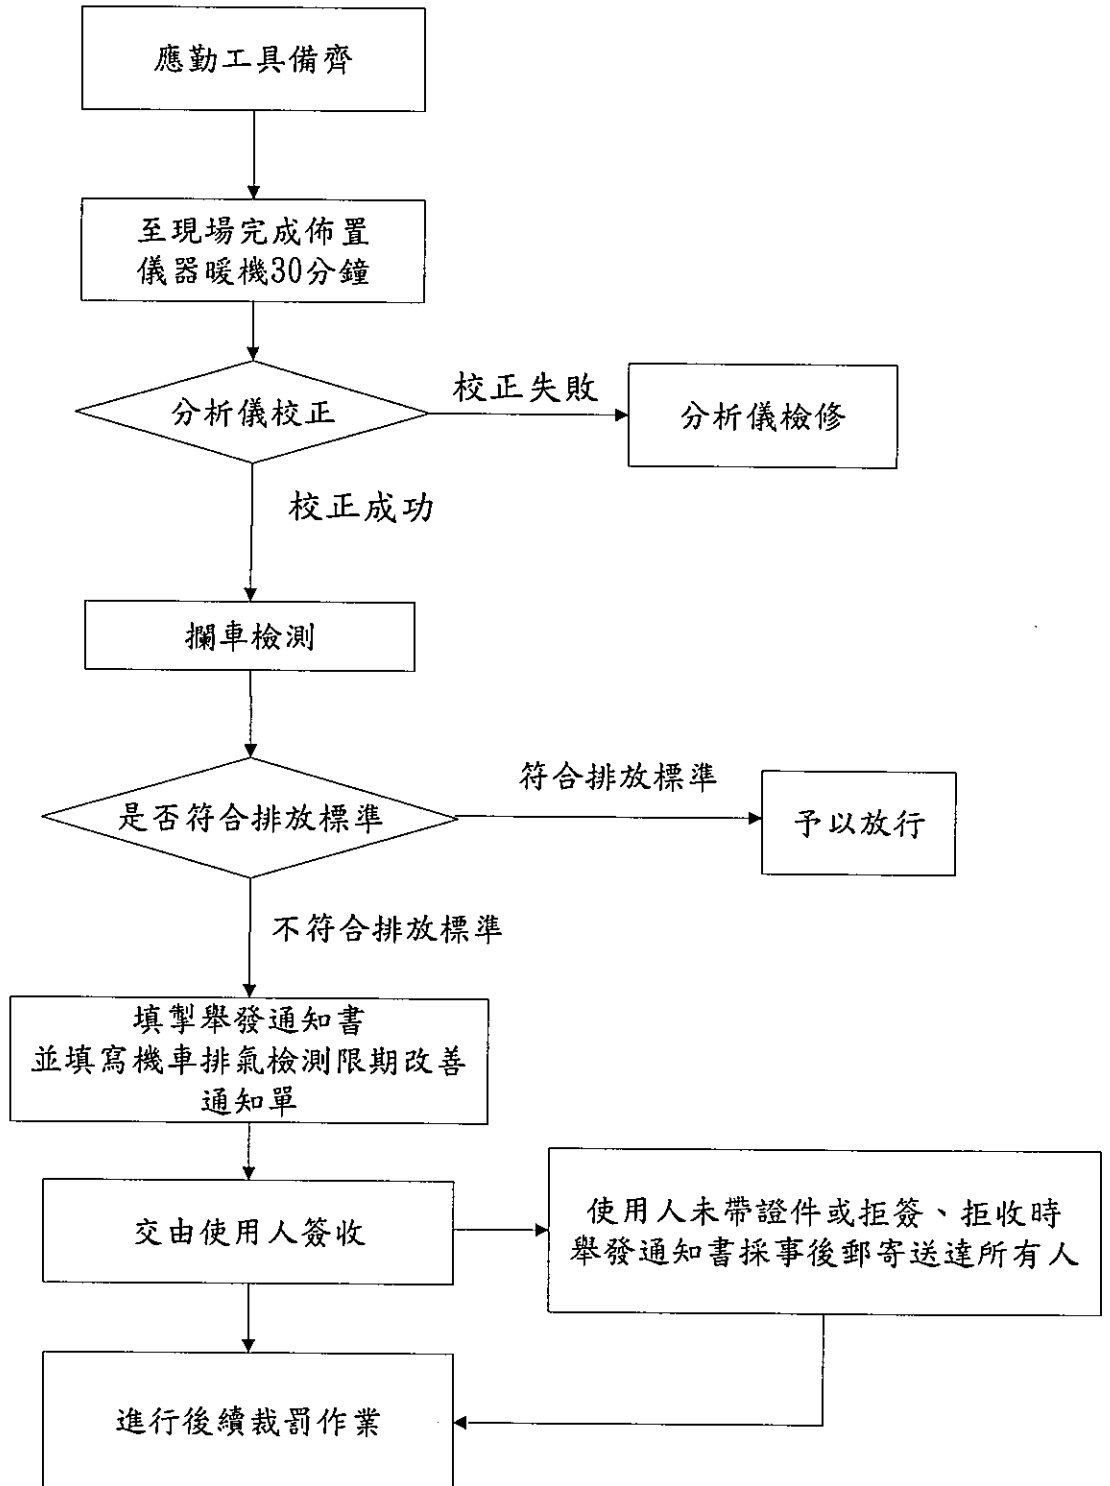 應勤工具備齊
至現場完成佈置
儀器暖機30分鐘
分析儀校正
校正失敗
分析儀檢修
校正成功
攔車檢測
是否符合排放標準
符合排放標準
予以放行
不符合排放標準
填掣舉發通知書
並填寫機車排氣檢測限期改善
通知單
交由使用人簽收
使用人未帶證件或拒簽、拒收時
舉發通知書採事後郵寄送達所有人
進行後續裁罰作業